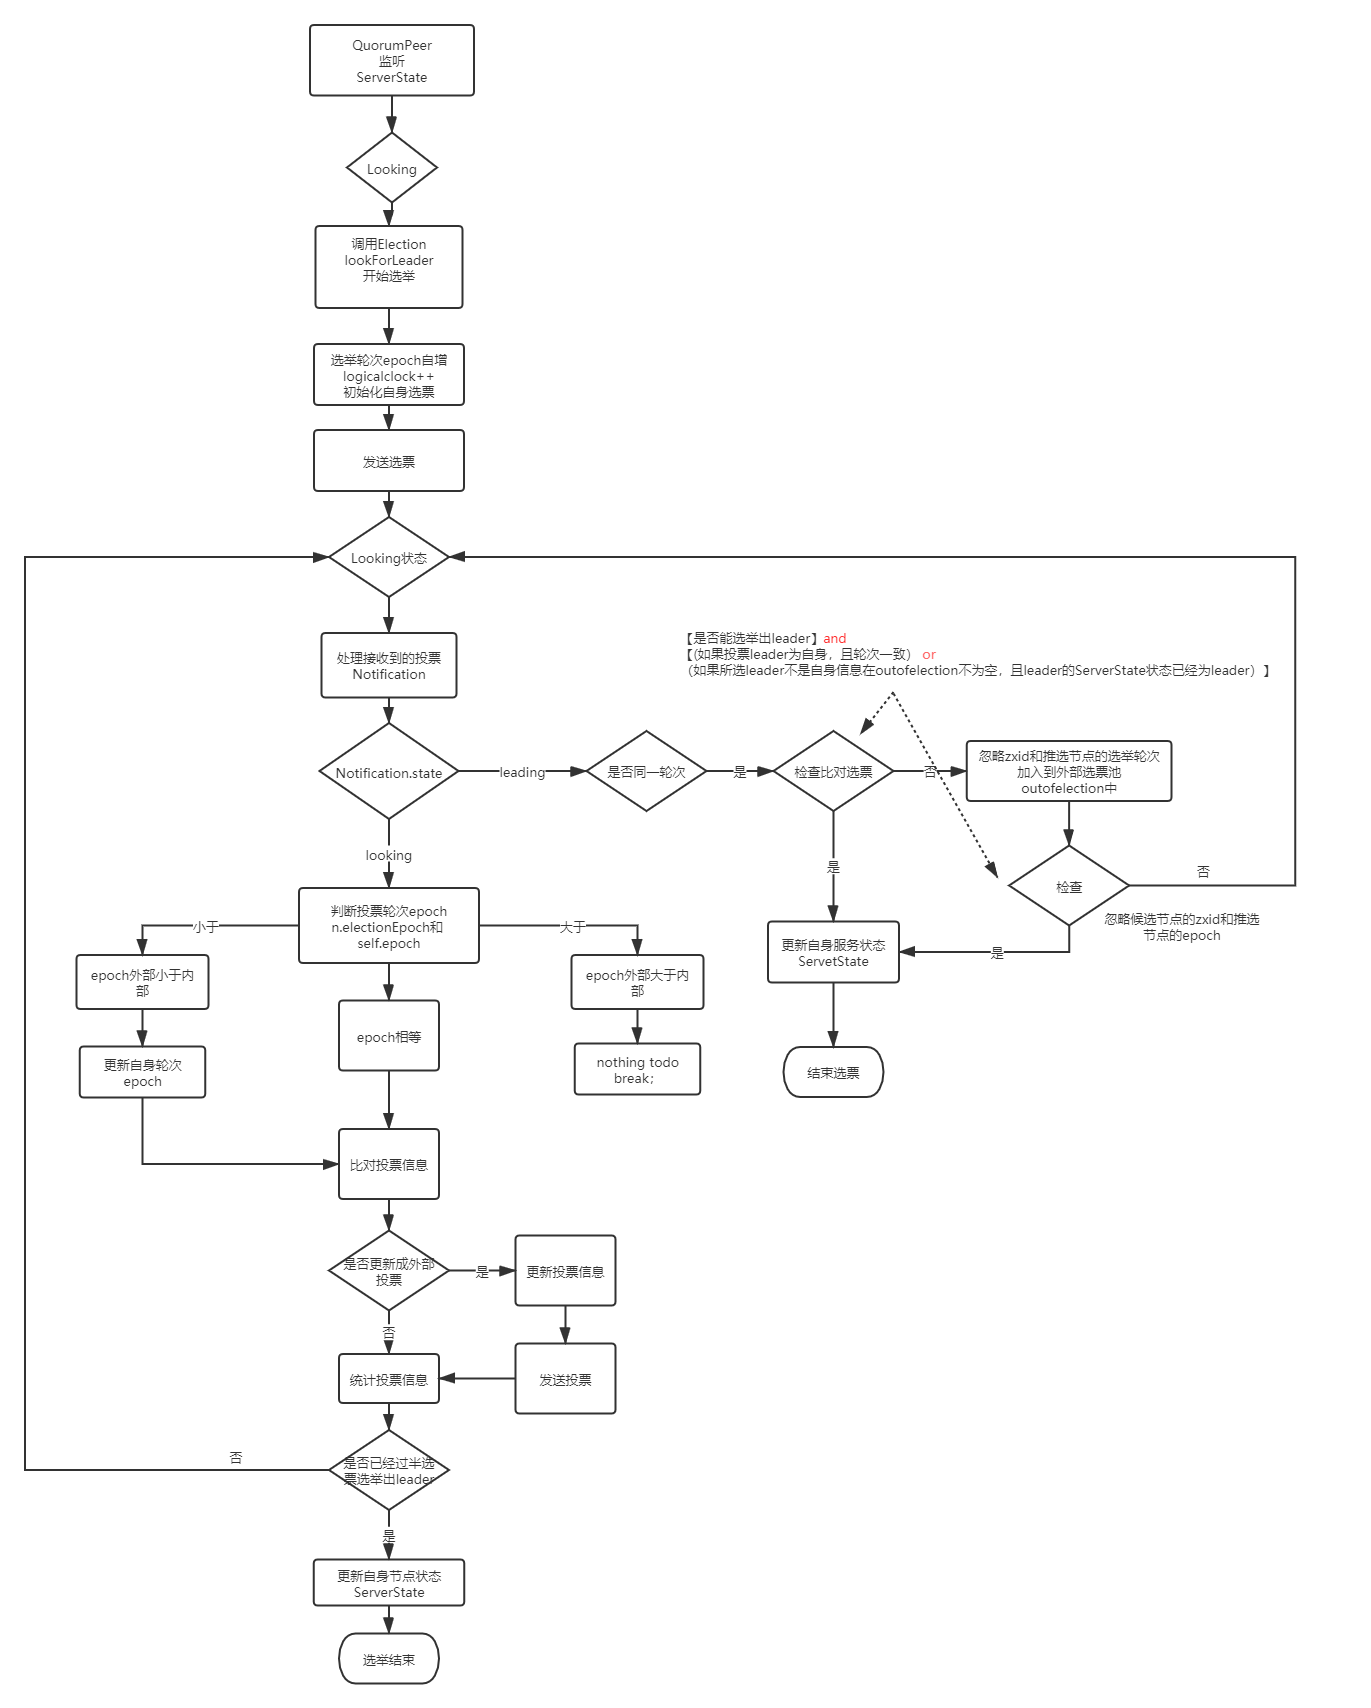 QuorumPeer
监听
ServerState
Looking
调用Election
lookForLeader
开始选举
选举轮次epoch自增
logicalclock++
初始化自身选票
发送选票
Looking状态
处理接收到的投票
Notification
【是否能选举出leader】and
【(如果投票leader为自身，且轮次一致） or
(如果所选leader不是自身信息在outofelection不为空，且leader的ServerState状态已经为leader）】
Notification.state
leading
是否同一轮次
是
检查比对选票
否
忽略zxid和推选节点的选举轮次
加入到外部选票池
outofelection中
looking
是
检查
否
忽略候选节点的zxid和推选
节点的epoch
判断投票轮次epoch
n.electionEpoch和
self.epoch
小于
大于
更新自身服务状态
ServetState
是
epoch外部小于内
部
epoch相等
epoch外部大于内
部
更新自身轮次
epoch
nothing todo
break；
结束选票
比对投票信息
是否更新成外部
投票
是
更新投票信息
否
统计投票信息
发送投票
是否已经过半选
票选举出leader
否
是
更新自身节点状态
ServerState
选举结束